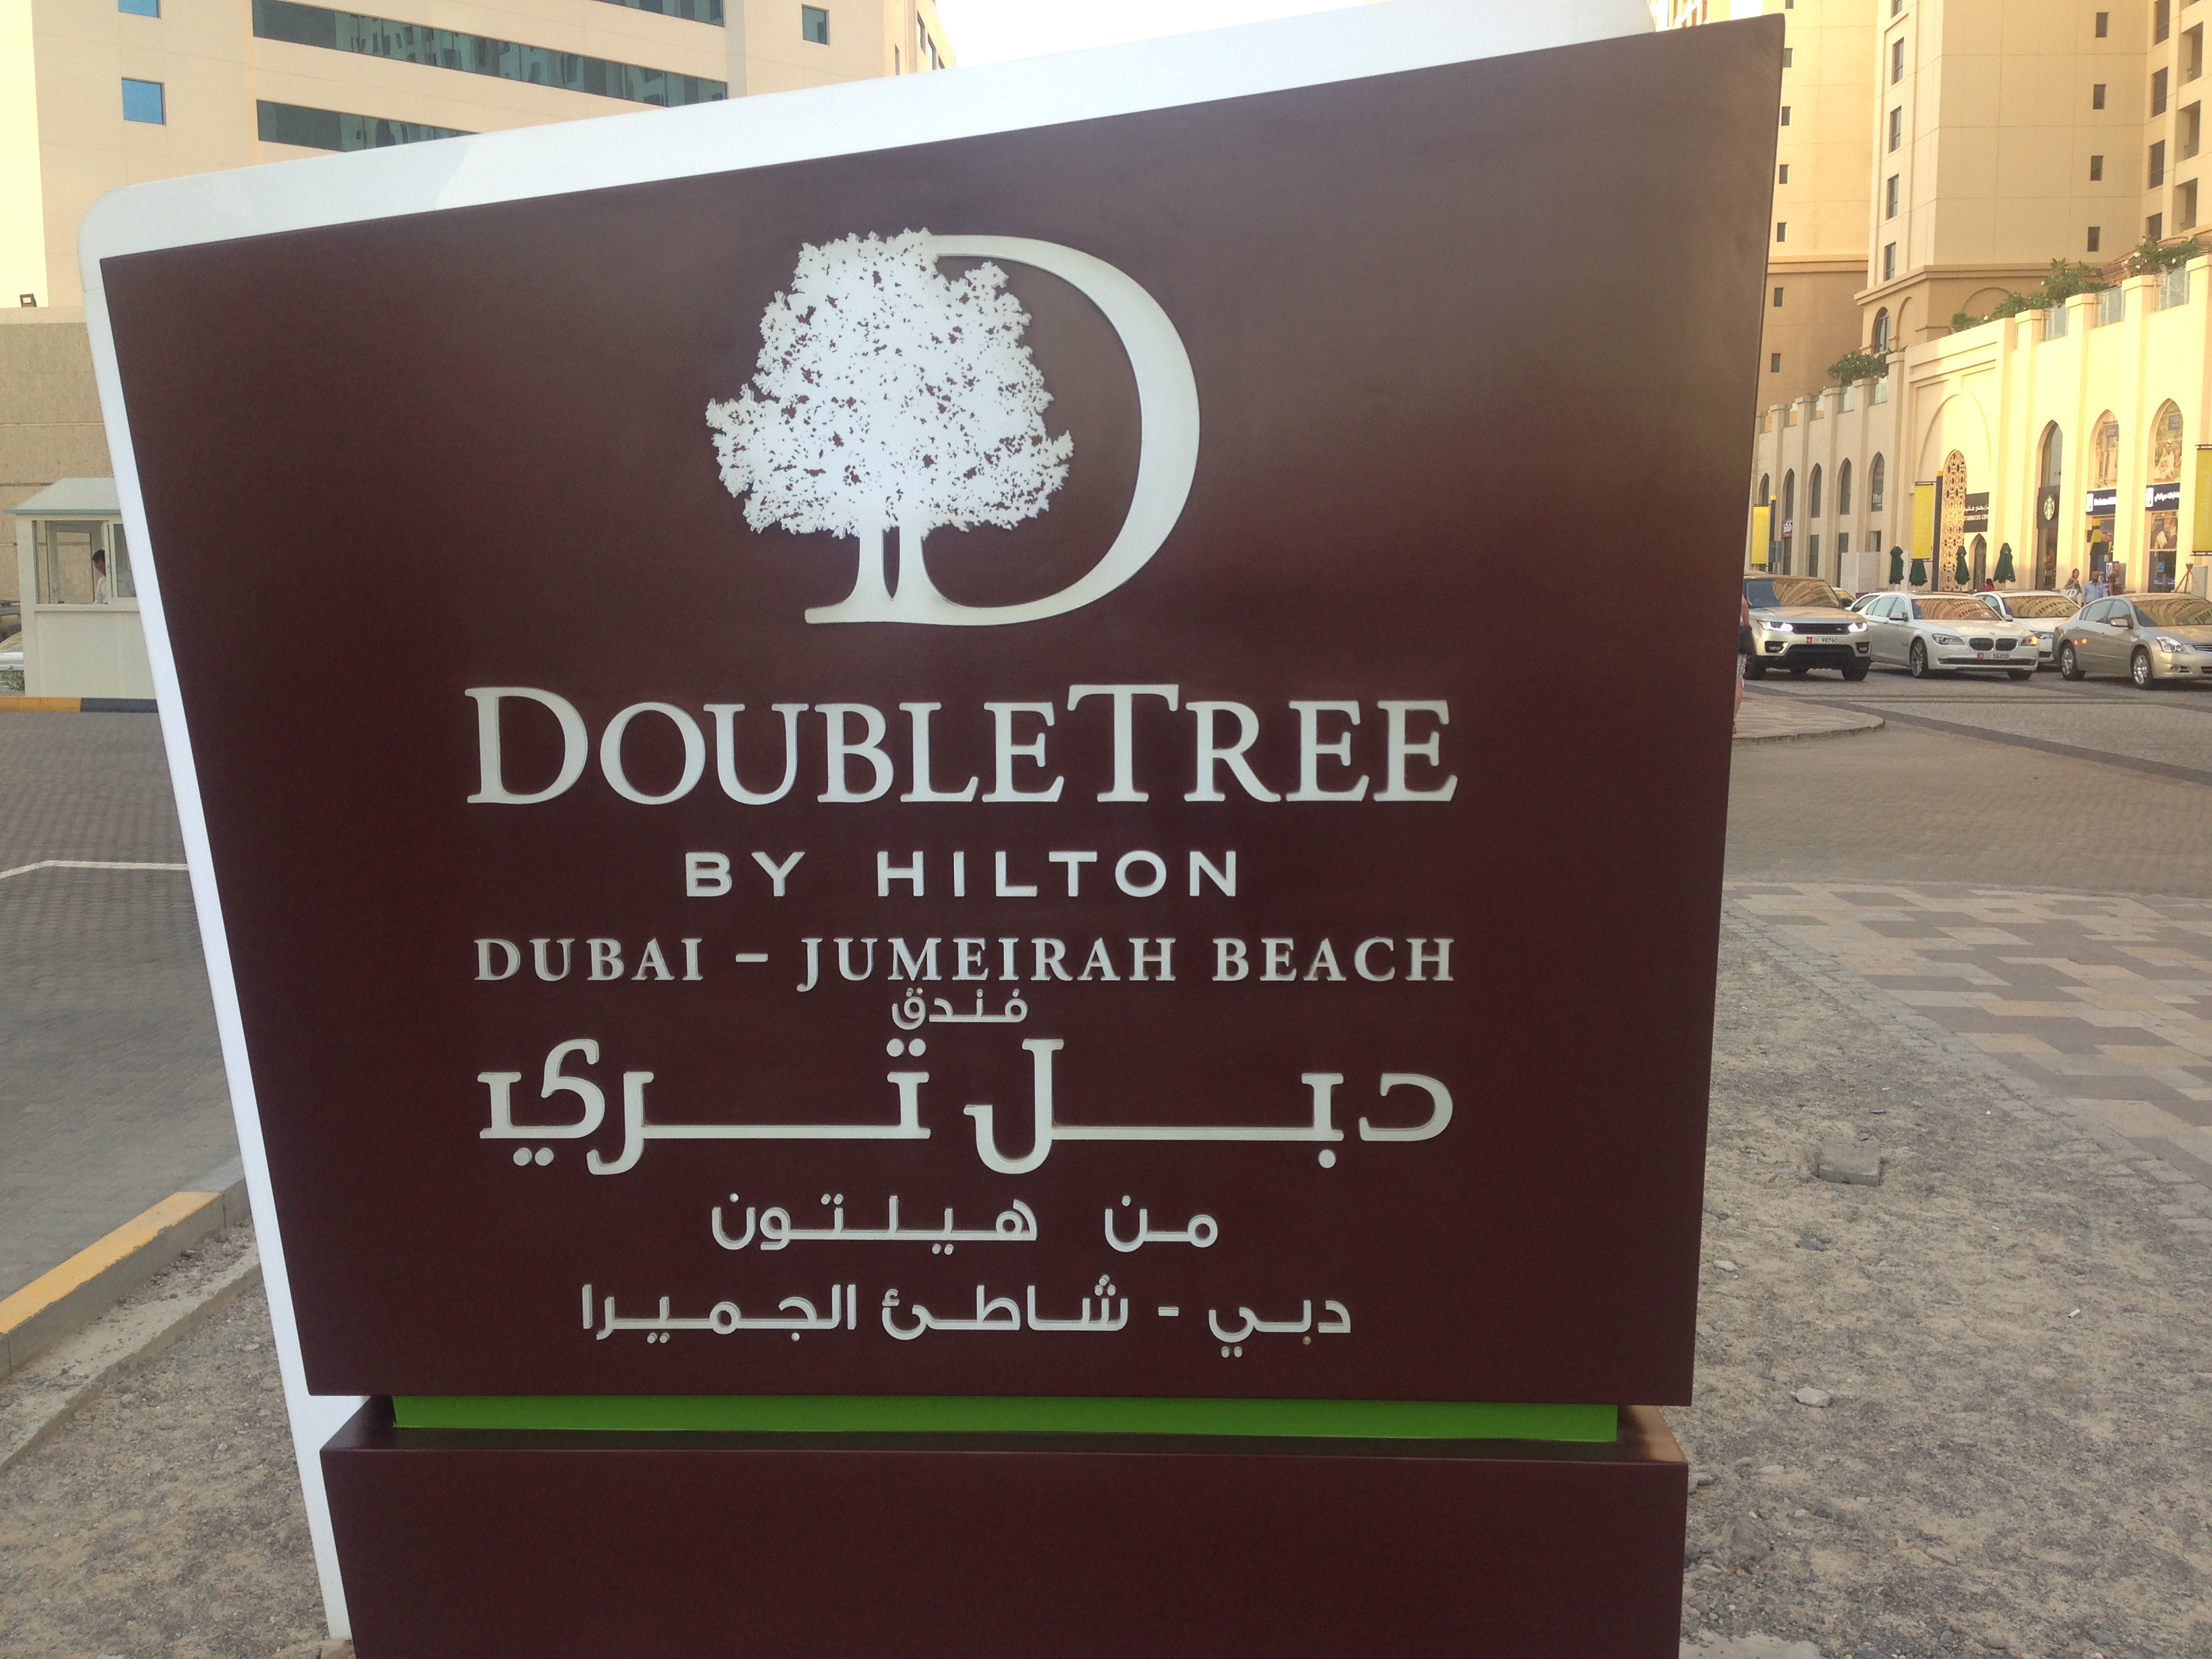 DOUBLETREE
BY HILTON
DUBAI – JUMEIRAH BEACH
فندق
دبل تري
من هيلتون
دبي - شاطئ الجميرا